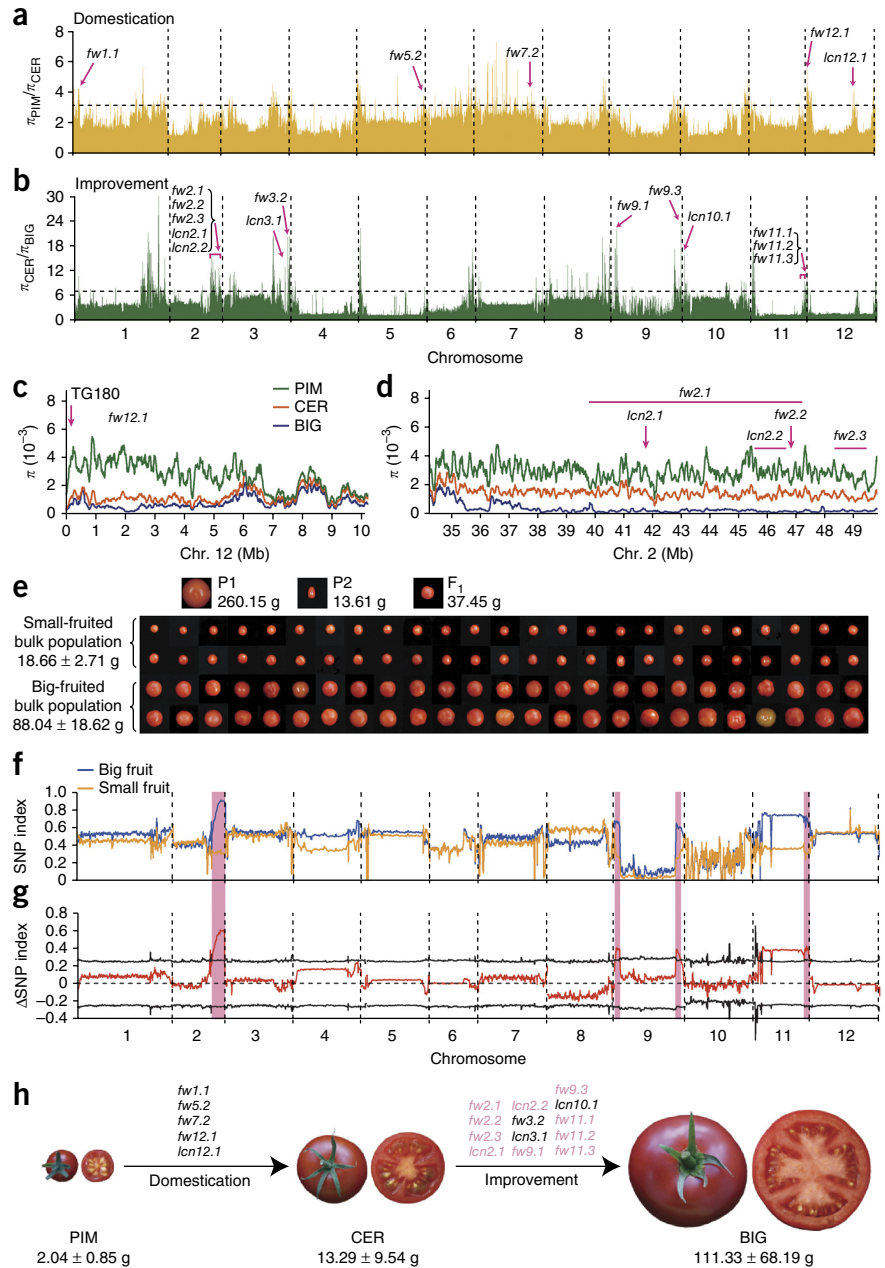 a
Domestication
8
6
4
2
0
πPIM/πCER
fw1.1
fw5.2
fw7.2
fw12.1
lcn12.1
b
Improvement
30
24
18
12
6
0
πCER/πBIG
fw2.1
fw2.2
fw2.3
lcn2.1
lcn2.2
fw3.2
lcn3.1
fw9.1
fw9.3
lcn10.1
fw11.1
fw11.2
fw11.3
1 2 3 4 5 6 7 8 9 10 11 12
Chromosome
c
TG180
fw12.1
PIM
CER
BIG
8
6
4
2
0
π (10⁻³)
0 1 2 3 4 5 6 7 8 9 10
Chr. 12 (Mb)
d
fw2.1
lcn2.1
fw2.2
lcn2.2
fw2.3
8
6
4
2
0
π (10⁻³)
35 36 37 38 39 40 41 42 43 44 45 46 47 48 49
Chr. 2 (Mb)
e
P1
260.15 g
P2
13.61 g
F₁
37.45 g
Small-fruited
bulk population
18.66 ± 2.71 g
Big-fruited
bulk population
88.04 ± 18.62 g
f
Big fruit
Small fruit
1.0
0.8
0.6
0.4
0.2
0
SNP index
g
0.8
0.6
0.4
0.2
0
−0.2
−0.4
ΔSNP index
1 2 3 4 5 6 7 8 9 10 11 12
Chromosome
h
fw1.1
fw5.2
fw7.2
fw12.1
lcn12.1
Domestication
fw9.3
fw2.1 lcn2.2 lcn10.1
fw2.2 fw3.2 fw11.1
fw2.3 lcn3.1 fw11.2
lcn2.1 fw9.1 fw11.3
Improvement
PIM
2.04 ± 0.85 g
CER
13.29 ± 9.54 g
BIG
111.33 ± 68.19 g